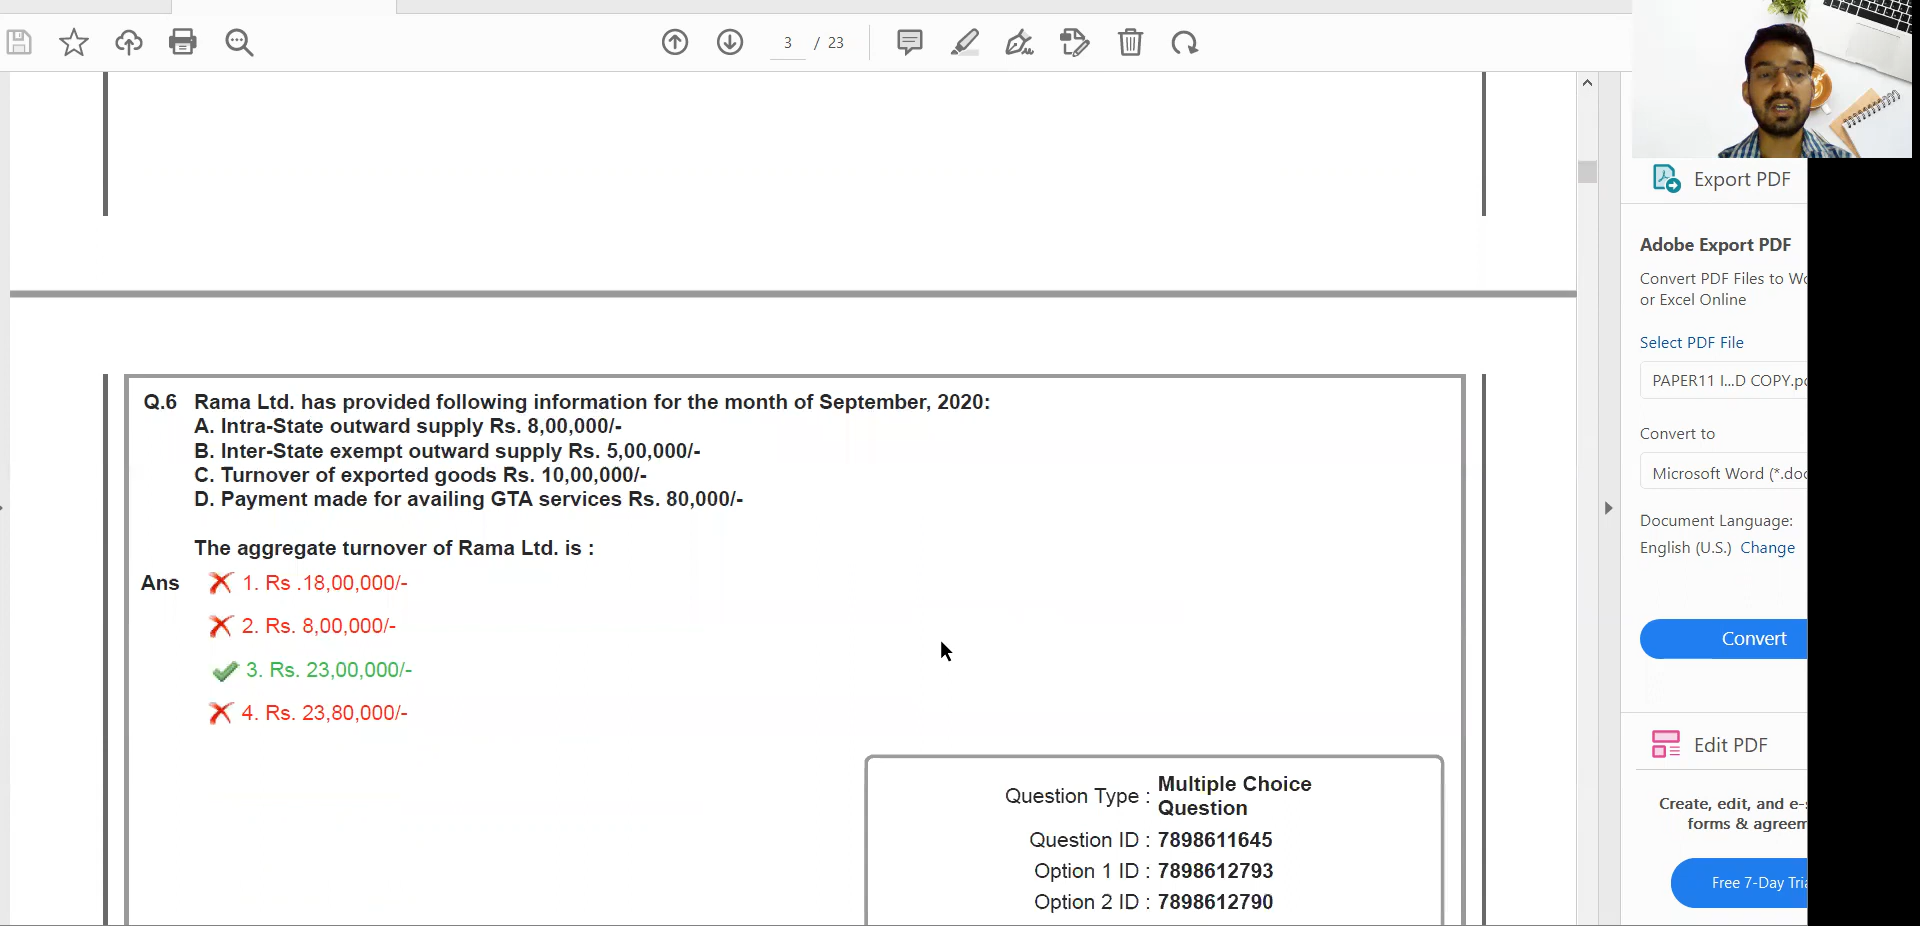 3 / 23
Q.6 Rama Ltd. has provided following information for the month of September, 2020:
A. Intra-State outward supply Rs. 8,00,000/-
B. Inter-State exempt outward supply Rs. 5,00,000/-
C. Turnover of exported goods Rs. 10,00,000/-
D. Payment made for availing GTA services Rs. 80,000/-
The aggregate turnover of Rama Ltd. is :
Ans 1. Rs .18,00,000/-
2. Rs. 8,00,000/-
3. Rs. 23,00,000/-
4. Rs. 23,80,000/-
Question Type : Multiple Choice
Question
Question ID : 7898611645
Option 1 ID : 7898612793
Option 2 ID : 7898612790
Export PDF
Adobe Export PDF
Convert PDF Files to Wo
or Excel Online
Select PDF File
PAPER11 I...D COPY.pd
Convert to
Microsoft Word (*.doc
Document Language:
English (U.S.) Change
Convert
Edit PDF
Create, edit, and e-s
forms & agreem
Free 7-Day Tria